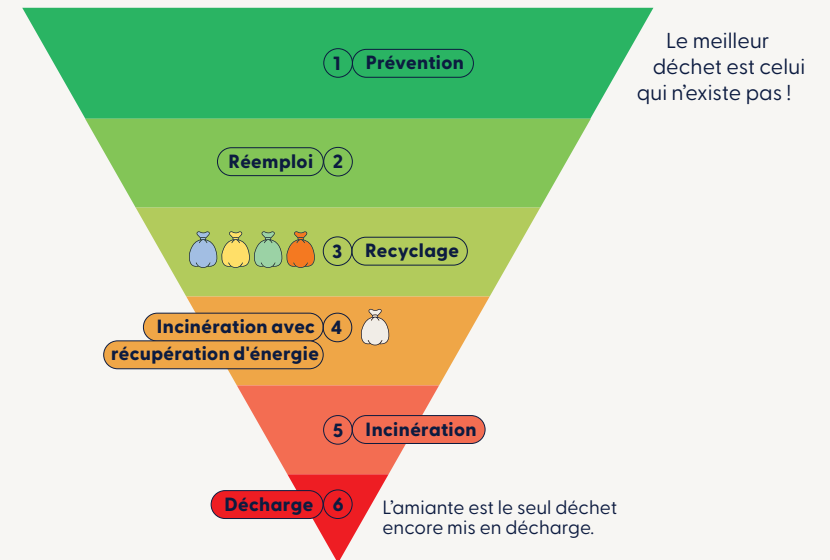 1 Prévention
Le meilleur
déchet est celui
qui n'existe pas !
Réemploi 2
3 Recyclage
Incinération avec 4
récupération d'énergie
5 Incinération
Décharge 6
L'amiante est le seul déchet
encore mis en décharge.